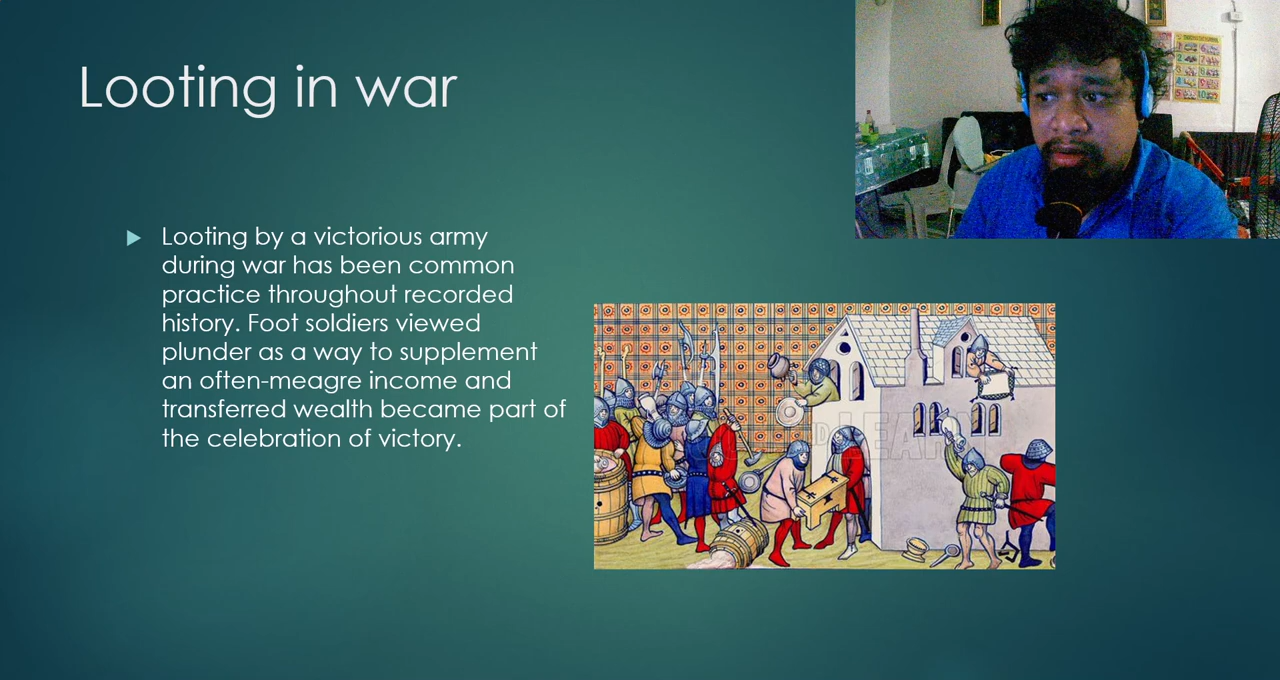 Looting in war
Looting by a victorious army
during war has been common
practice throughout recorded
history. Foot soldiers viewed
plunder as a way to supplement
an often-meagre income and
transferred wealth became part of
the celebration of victory.